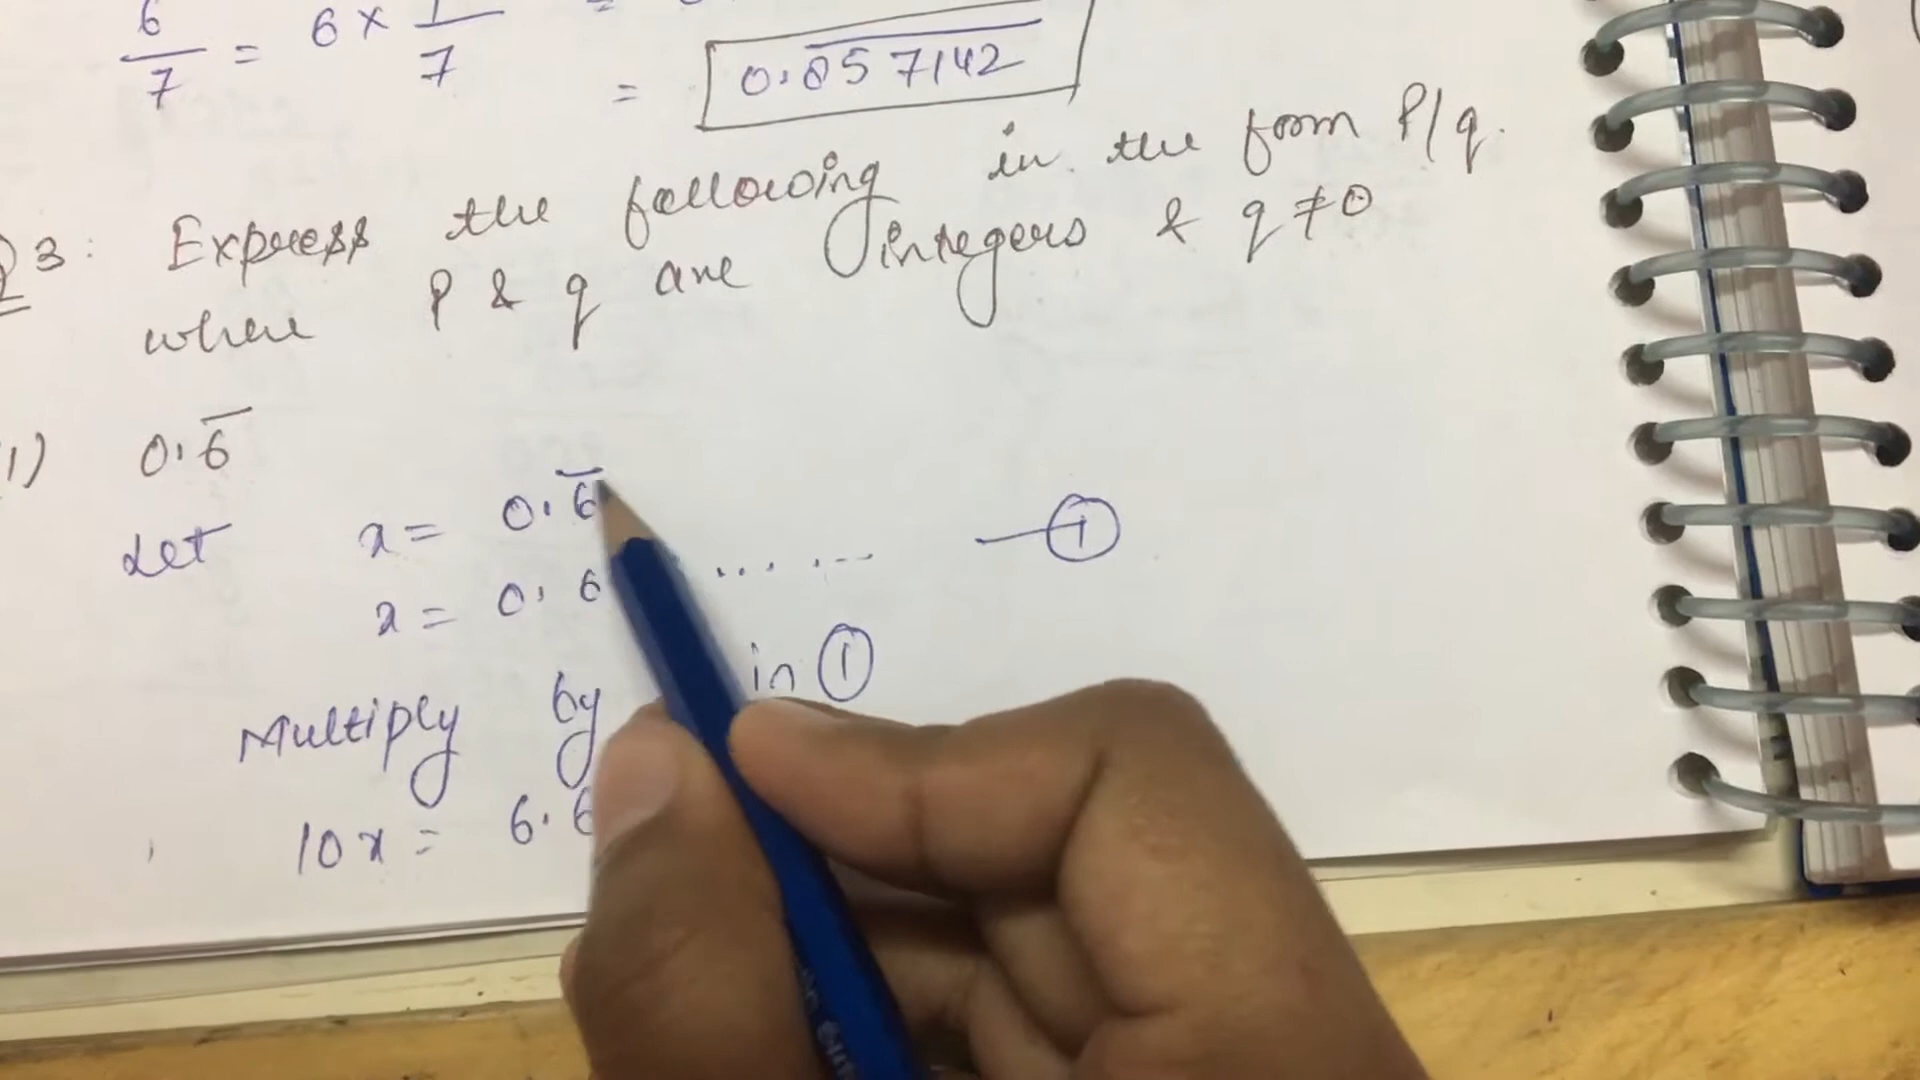 6/7 = 6 × 1/7 =
= 0.857142
3: Express the following in the form P/q.
where P & q are integers & q ≠ 0
1) 0.6̅
Let x = 0.6̅
x = 0.6 ...... —①
Multiply by in ①
10x = 6.6